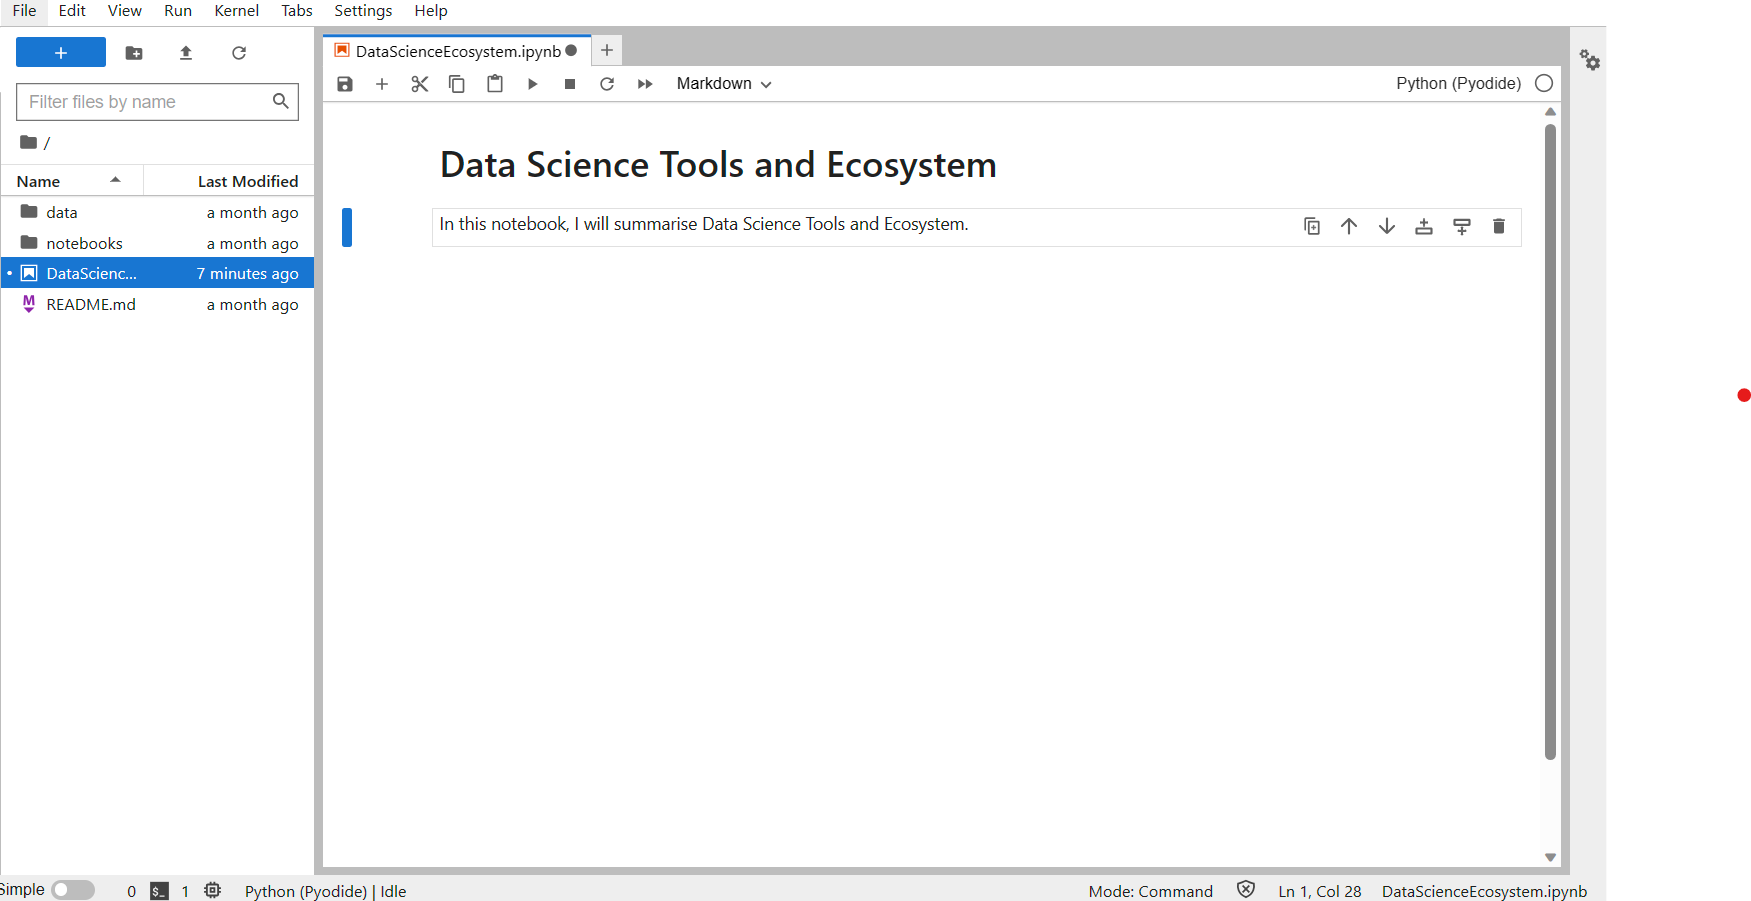 File Edit View Run Kernel Tabs Settings Help
Filter files by name
/
Name Last Modified
data a month ago
notebooks a month ago
DataScienc... 7 minutes ago
README.md a month ago
DataScienceEcosystem.ipynb
Markdown
Python (Pyodide)
Data Science Tools and Ecosystem
In this notebook, I will summarise Data Science Tools and Ecosystem.
Simple 0 1 Python (Pyodide) | Idle Mode: Command Ln 1, Col 28 DataScienceEcosystem.ipynb